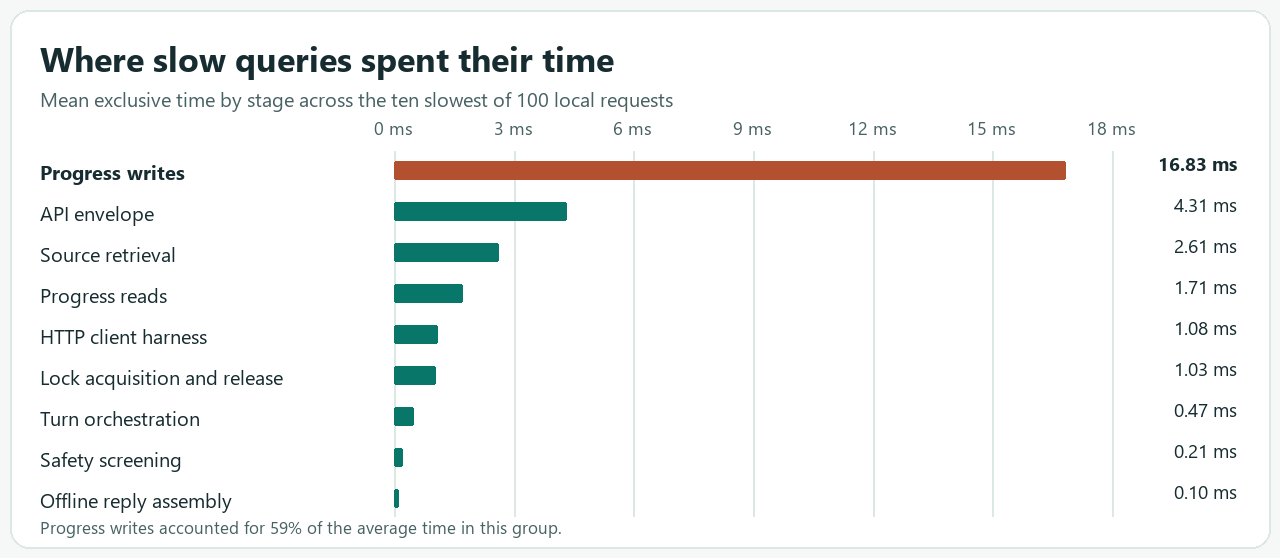 Where slow queries spent their time
Mean exclusive time by stage across the ten slowest of 100 local requests
0 ms 3 ms 6 ms 9 ms 12 ms 15 ms 18 ms
Progress writes 16.83 ms
API envelope 4.31 ms
Source retrieval 2.61 ms
Progress reads 1.71 ms
HTTP client harness 1.08 ms
Lock acquisition and release 1.03 ms
Turn orchestration 0.47 ms
Safety screening 0.21 ms
Offline reply assembly 0.10 ms
Progress writes accounted for 59% of the average time in this group.